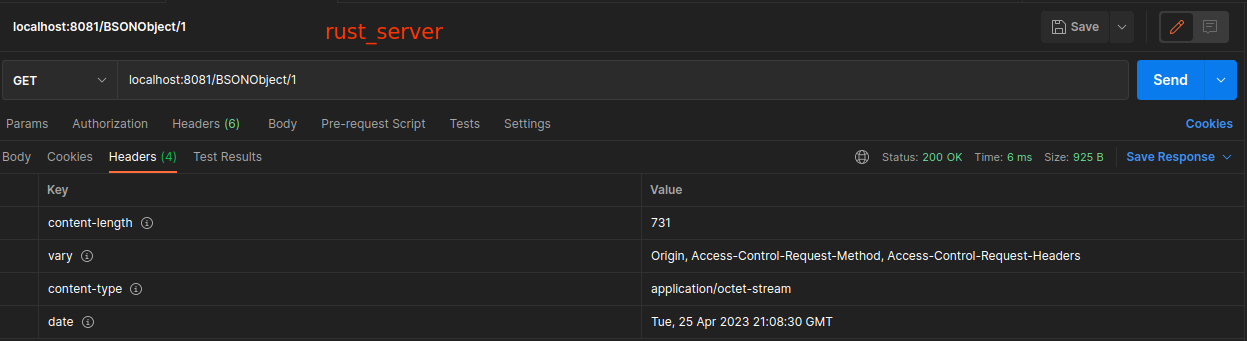 localhost:8081/BSONObject/1
rust_server
Save
GET
localhost:8081/BSONObject/1
Send
Params Authorization Headers (6) Body Pre-request Script Tests Settings Cookies
Body Cookies Headers (4) Test Results Status: 200 OK Time: 6 ms Size: 925 B Save Response
Key Value
content-length 731
vary Origin, Access-Control-Request-Method, Access-Control-Request-Headers
content-type application/octet-stream
date Tue, 25 Apr 2023 21:08:30 GMT